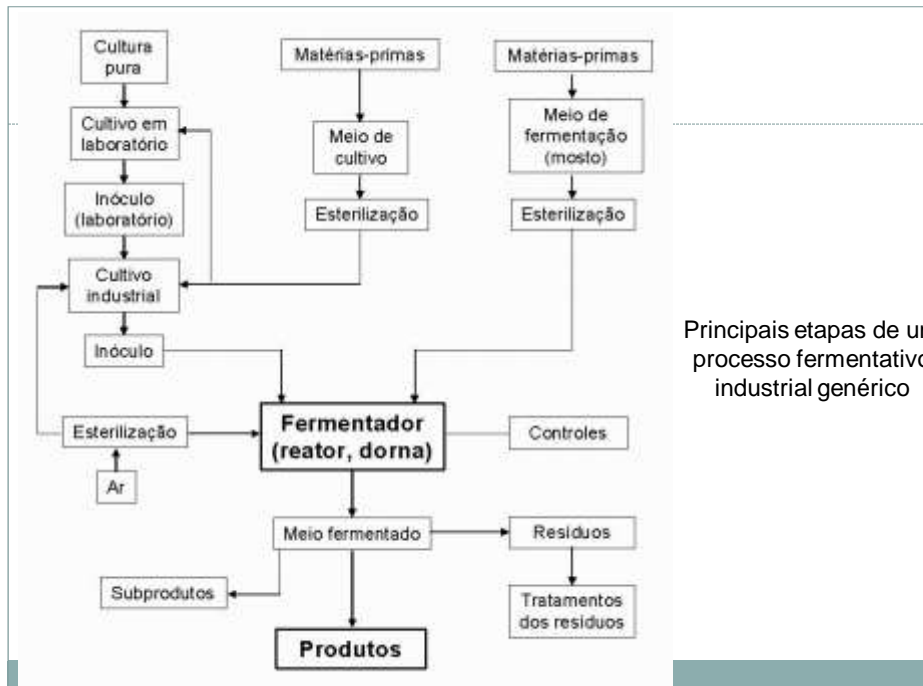 Cultura
pura
Cultivo em
laboratório
Inóculo
(laboratório)
Cultivo
industrial
Inóculo
Esterilização
Ar
Matérias-primas
Meio de
cultivo
Esterilização
Matérias-primas
Meio de
fermentação
(mosto)
Esterilização
Fermentador
(reator, dorna)
Controles
Meio fermentado
Resíduos
Subprodutos
Tratamentos
dos resíduos
Produtos
Principais etapas de
processo fermentativo
industrial genérico